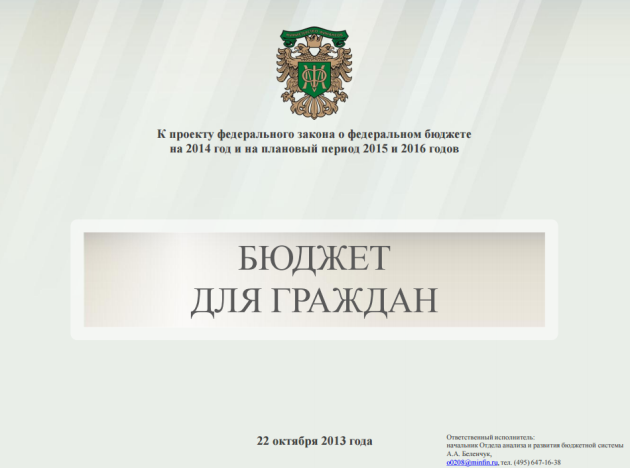 К проекту федерального закона о федеральном бюджете
на 2014 год и на плановый период 2015 и 2016 годов
БЮДЖЕТ
ДЛЯ ГРАЖДАН
22 октября 2013 года
Ответственный исполнитель:
начальник Отдела анализа и развития бюджетной системы
А.А. Беленчук,
o0208@minfin.ru, тел. (495) 647-16-38